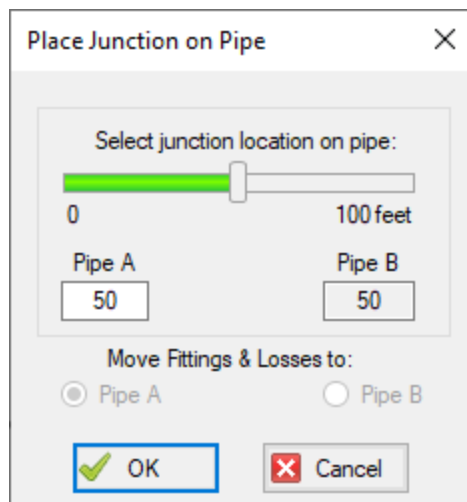 Place Junction on Pipe
Select junction location on pipe:
0 100 feet
Pipe A Pipe B
50 50
Move Fittings & Losses to:
Pipe A Pipe B
OK Cancel